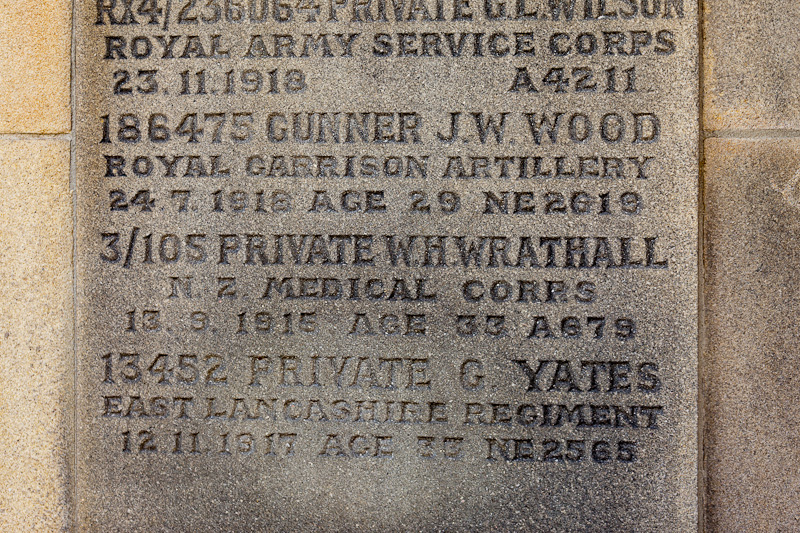 RX4/236064 PRIVATE G.L. WILSON
ROYAL ARMY SERVICE CORPS
23.11.1918 A4211
186475 GUNNER J.W. WOOD
ROYAL GARRISON ARTILLERY
24.7.1918 AGE 29 NE2619
3/105 PRIVATE W.H. WRATHALL
N. Z. MEDICAL CORPS
13. 9. 1915 AGE 33 A679
13452 PRIVATE G. YATES
EAST LANCASHIRE REGIMENT
12.11.1917 AGE NE2565